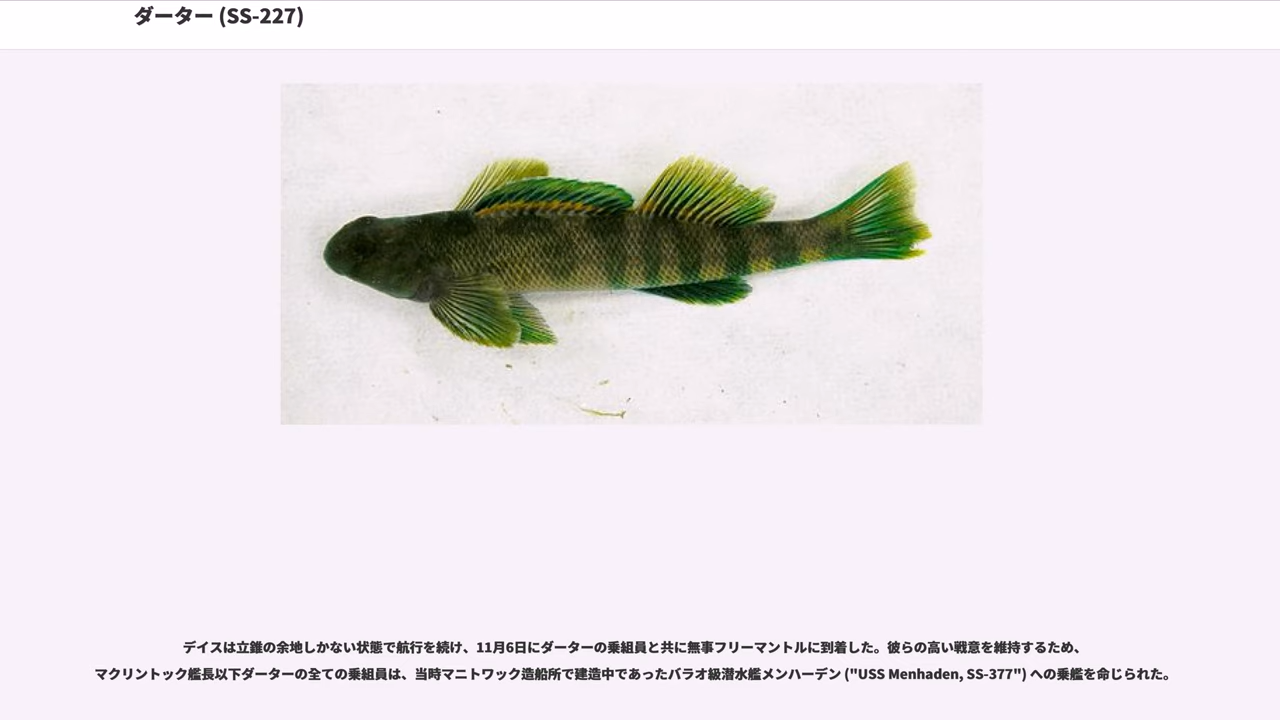 ダーター (SS-227)
デイスは立錐の余地しかない状態で航行を続け、11月6日にダーターの乗組員と共に無事フリーマントルに到着した。彼らの高い戦意を維持するため、
マクリントック艦長以下ダーターの全ての乗組員は、当時マニトワック造船所で建造中であったバラオ級潜水艦メンハーデン ("USS Menhaden, SS-377") への乗艦を命じられた。